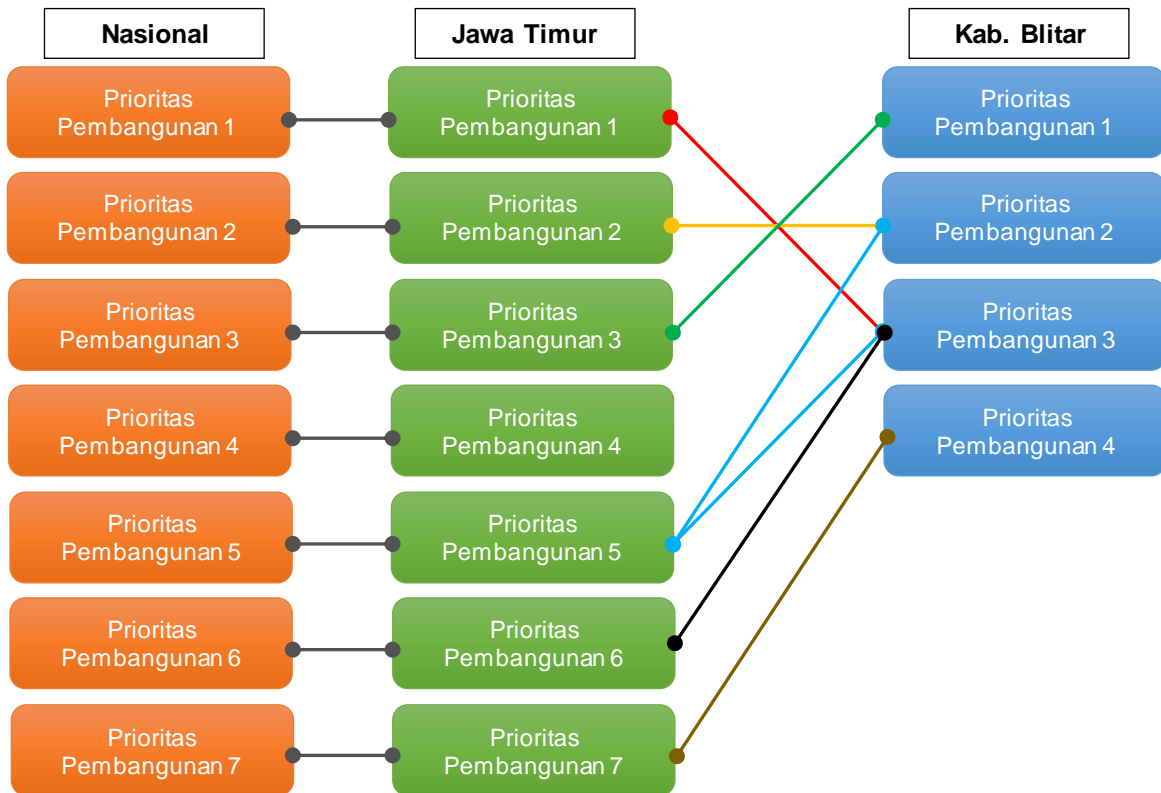 Nasional
Jawa Timur
Kab. Blitar
Prioritas
Pembangunan 1
Prioritas
Pembangunan 1
Prioritas
Pembangunan 1
Prioritas
Pembangunan 2
Prioritas
Pembangunan 2
Prioritas
Pembangunan 2
Prioritas
Pembangunan 3
Prioritas
Pembangunan 3
Prioritas
Pembangunan 3
Prioritas
Pembangunan 4
Prioritas
Pembangunan 4
Prioritas
Pembangunan 4
Prioritas
Pembangunan 5
Prioritas
Pembangunan 5
Prioritas
Pembangunan 6
Prioritas
Pembangunan 6
Prioritas
Pembangunan 7
Prioritas
Pembangunan 7